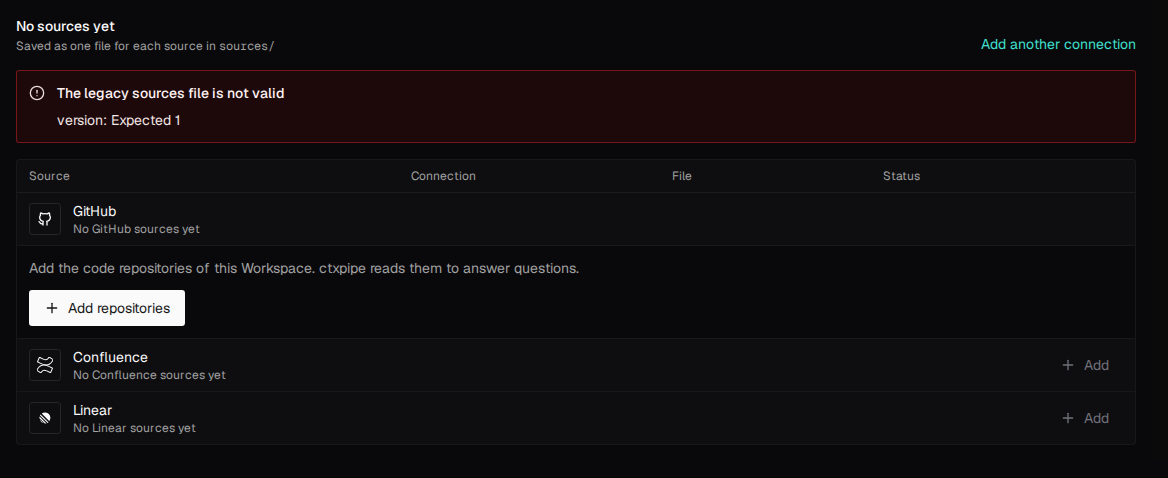 No sources yet
Saved as one file for each source in sources/
Add another connection
The legacy sources file is not valid
version: Expected 1
Source Connection File Status
GitHub
No GitHub sources yet
Add the code repositories of this Workspace. ctxpipe reads them to answer questions.
+ Add repositories
Confluence
No Confluence sources yet
+ Add
Linear
No Linear sources yet
+ Add